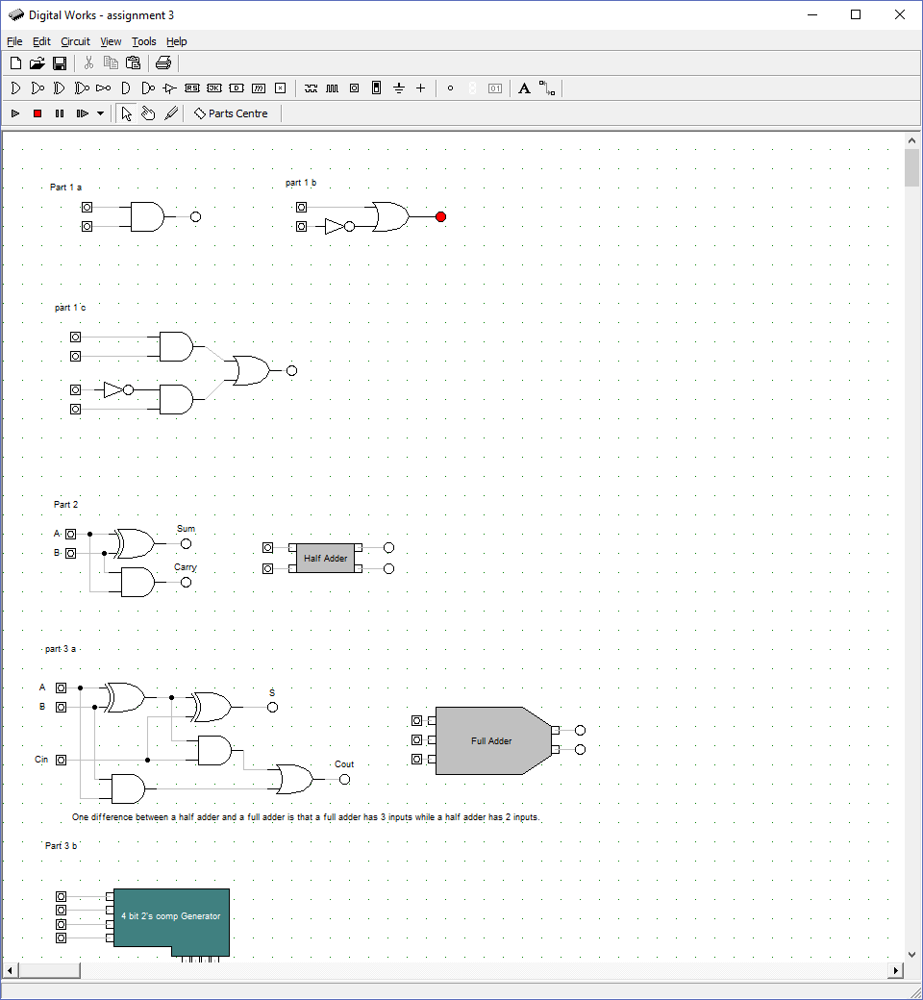 Digital Works - assignment 3
File Edit Circuit View Tools Help
RS JK D
01 A
Parts Centre
Part 1 a
part 1 b
part 1 c
Part 2
A
B
Sum
Carry
Half Adder
part 3 a
A
B
Cin
S
Cout
Full Adder
One difference between a half adder and a full adder is that a full adder has 3 inputs while a half adder has 2 inputs.
Part 3 b
4 bit 2's comp Generator